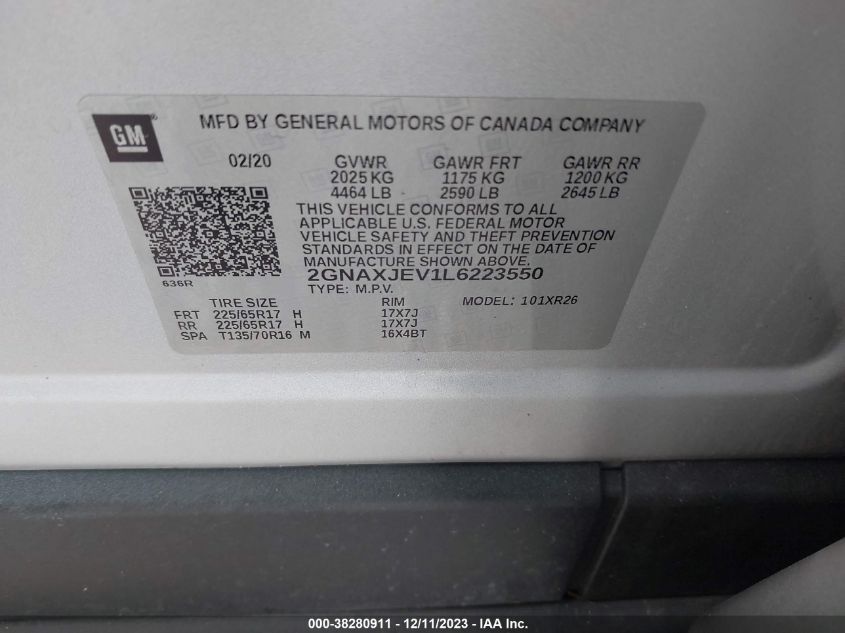 GM®
MFD BY GENERAL MOTORS OF CANADA COMPANY
02/20 GVWR GAWR FRT GAWR RR
2025 KG 1175 KG 1200 KG
4464 LB 2590 LB 2645 LB
THIS VEHICLE CONFORMS TO ALL
APPLICABLE U.S. FEDERAL MOTOR
VEHICLE SAFETY AND THEFT PREVENTION
STANDARDS IN EFFECT ON THE DATE OF
MANUFACTURE SHOWN ABOVE.
2GNAXJEV1L6223550
636R
TYPE: M.P.V.
TIRE SIZE RIM MODEL: 101XR26
FRT 225/65R17 H 17X7J
RR 225/65R17 H 17X7J
SPA T135/70R16 M 16X4BT
000-38280911 - 12/11/2023 - IAA Inc.